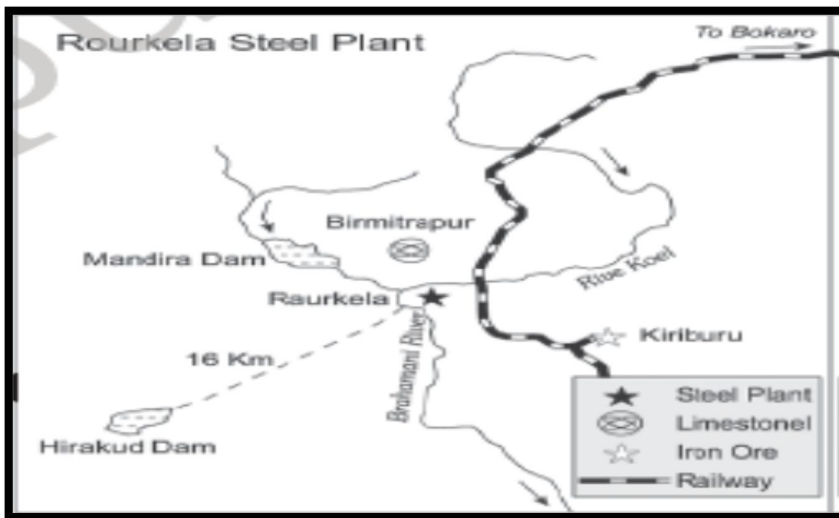 Rourkela Steel Plant
To Bokaro
Birmitrapur
Mandira Dam
Raurkela
Riue Koel
16 Km
Brahamani River
Kiriburu
Hirakud Dam
Steel Plant
Limestonel
Iron Ore
Railway